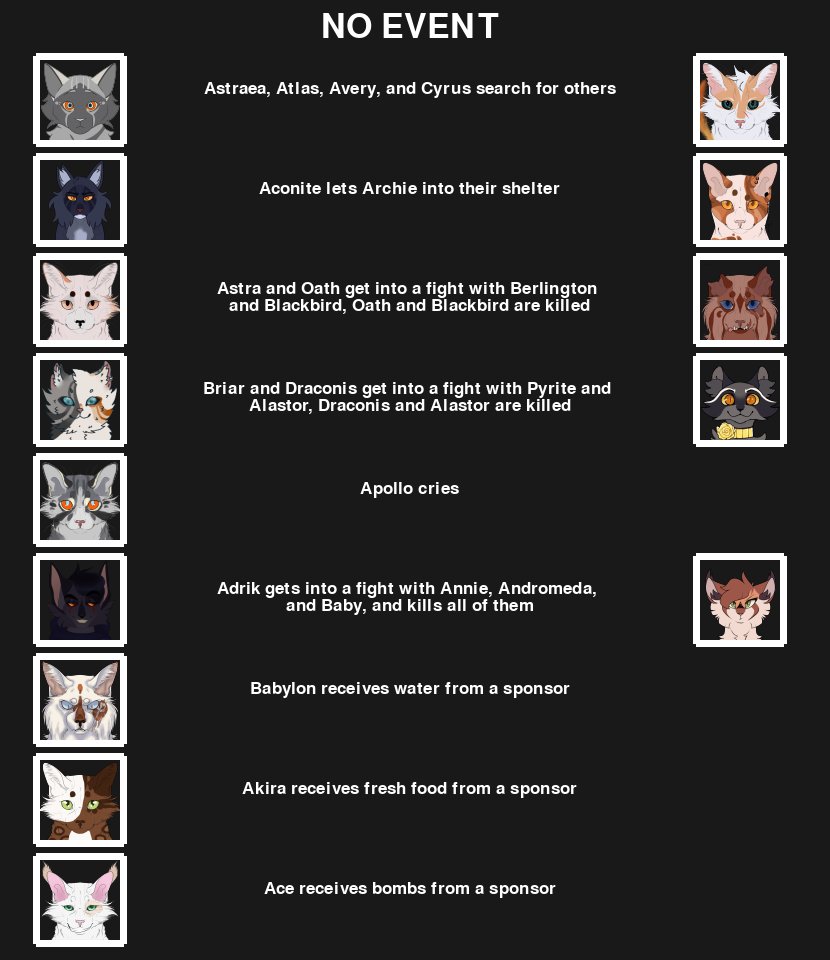 NO EVENT
Astraea, Atlas, Avery, and Cyrus search for others
Aconite lets Archie into their shelter
Astra and Oath get into a fight with Berlington
and Blackbird, Oath and Blackbird are killed
Briar and Draconis get into a fight with Pyrite and
Alastor, Draconis and Alastor are killed
Apollo cries
Adrik gets into a fight with Annie, Andromeda,
and Baby, and kills all of them
Babylon receives water from a sponsor
Akira receives fresh food from a sponsor
Ace receives bombs from a sponsor